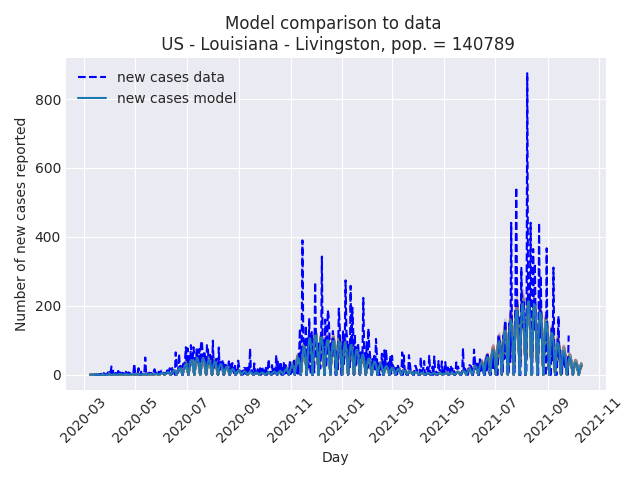 Model comparison to data
US - Louisiana - Livingston, pop. = 140789
new cases data
new cases model
Number of new cases reported
800
600
400
200
0
2020-03
2020-05
2020-07
2020-09
2020-11
2021-01
2021-03
2021-05
2021-07
2021-09
2021-11
Day